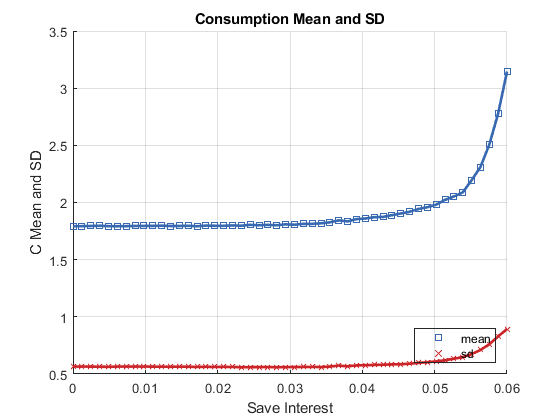 Consumption Mean and SD
3.5
3
2.5
2
1.5
1
0.5
C Mean and SD
mean
sd
0 0.01 0.02 0.03 0.04 0.05 0.06
Save Interest